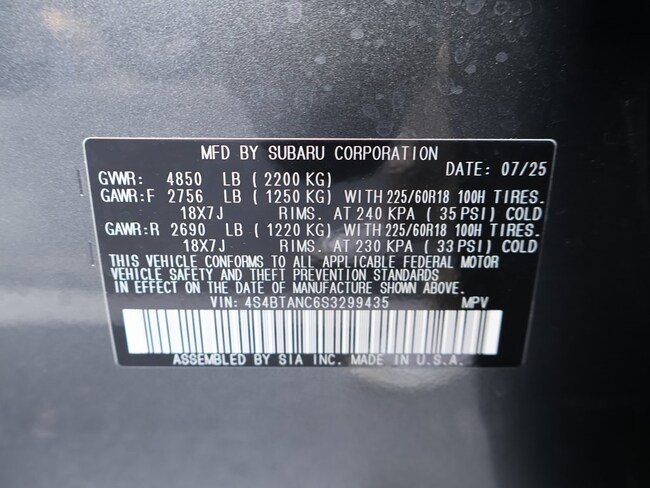 MFD BY SUBARU CORPORATION
DATE: 07/25
GVWR: 4850 LB ( 2200 KG)
GAWR:F 2756 LB ( 1250 KG) WITH 225/60R18 100H TIRES.
18X7J RIMS. AT 240 KPA ( 35 PSI) COLD
GAWR:R 2690 LB ( 1220 KG) WITH 225/60R18 100H TIRES.
18X7J RIMS. AT 230 KPA ( 33 PSI) COLD
THIS VEHICLE CONFORMS TO ALL APPLICABLE FEDERAL MOTOR
VEHICLE SAFETY AND THEFT PREVENTION STANDARDS
IN EFFECT ON THE DATE OF MANUFACTURE SHOWN ABOVE.
VIN: 4S4BTANC6S3299435 MPV
ASSEMBLED BY SIA INC. MADE IN U.S.A.